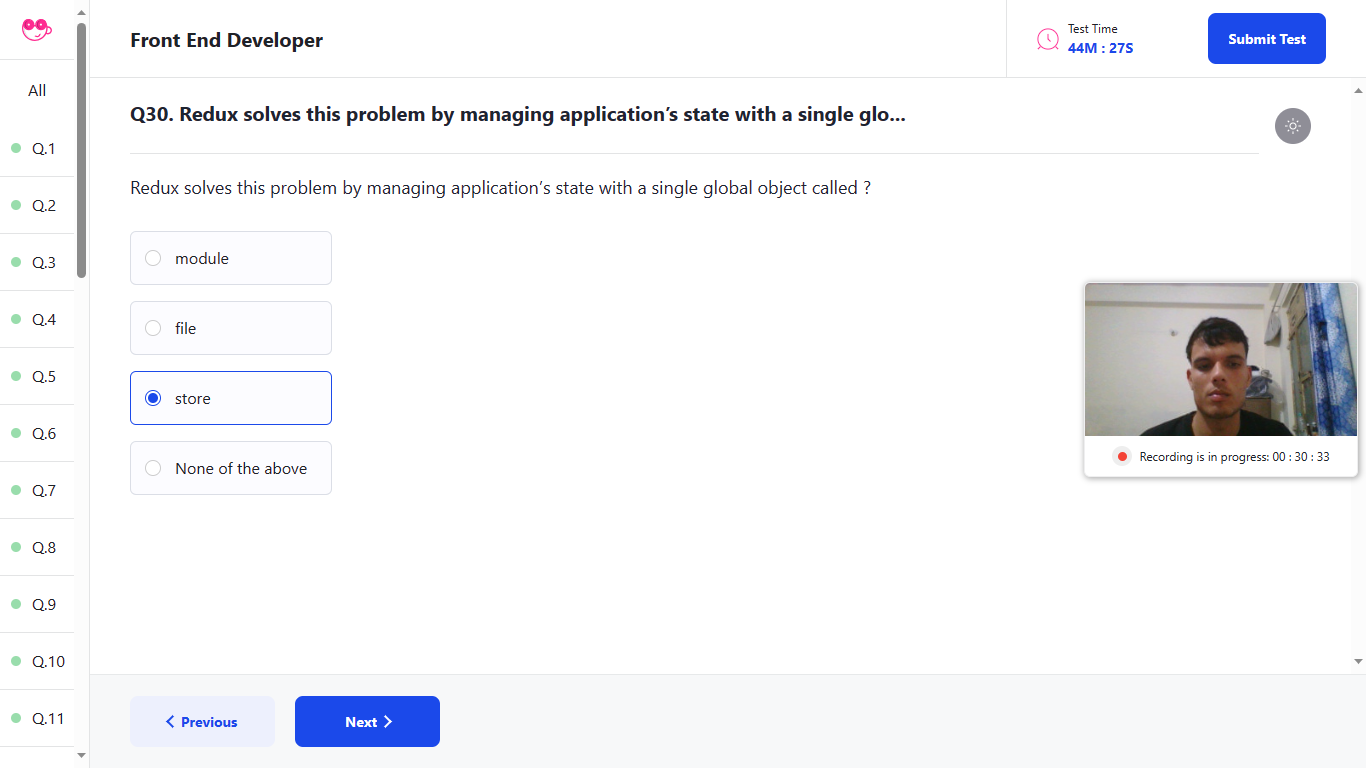 Front End Developer
Test Time
44M : 27S
Submit Test
All
Q.1
Q.2
Q.3
Q.4
Q.5
Q.6
Q.7
Q.8
Q.9
Q.10
Q.11
Q30. Redux solves this problem by managing application’s state with a single glo...
Redux solves this problem by managing application’s state with a single global object called ?
module
file
store
None of the above
Recording is in progress: 00 : 30 : 33
Previous
Next